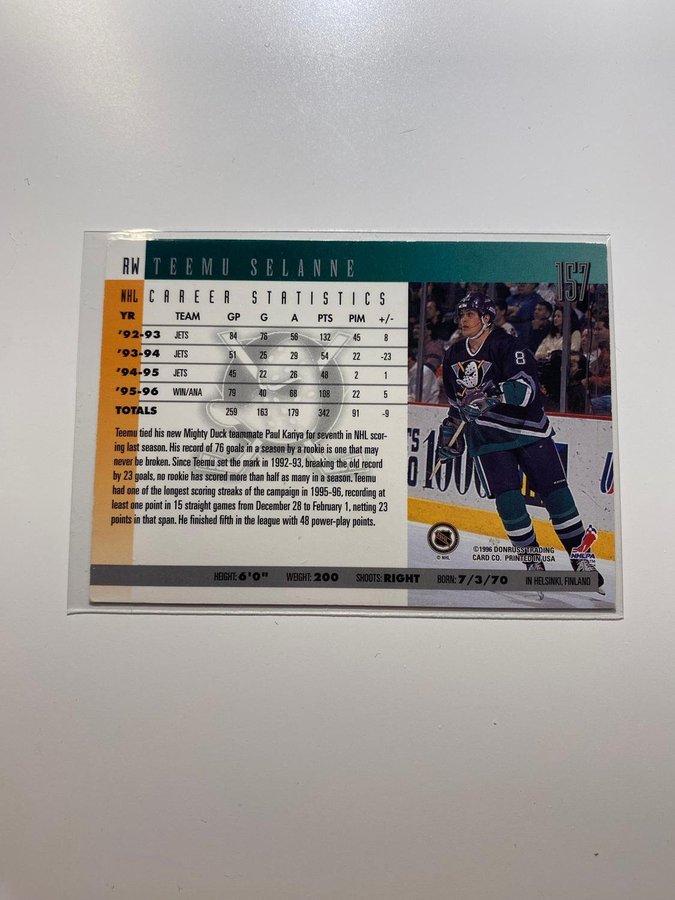 RW TEEMU SELANNE
157
NHL CAREER STATISTICS
YR TEAM GP G A PTS PIM +/-
'92-93 JETS 84 76 56 132 45 8
'93-94 JETS 51 25 29 54 22 -23
'94-95 JETS 45 22 26 48 2 1
'95-96 WIN/ANA 79 40 68 108 22 5
TOTALS 259 163 179 342 91 -9
Teemu tied his new Mighty Duck teammate Paul Kariya for seventh in NHL scor-
ing last season. His record of 76 goals in a season by a rookie is one that may
never be broken. Since Teemu set the mark in 1992-93, breaking the old record
by 23 goals, no rookie has scored more than half as many in a season. Teemu
had one of the longest scoring streaks of the campaign in 1995-96, recording at
least one point in 15 straight games from December 28 to February 1, netting 23
points in that span. He finished fifth in the league with 48 power-play points.
8
NHL
© NHL
©1996 DONRUSS TRADING
CARD CO. PRINTED IN USA
NHLPA
HEIGHT: 6'0" WEIGHT: 200 SHOOTS: RIGHT BORN: 7/3/70 IN HELSINKI, FINLAND